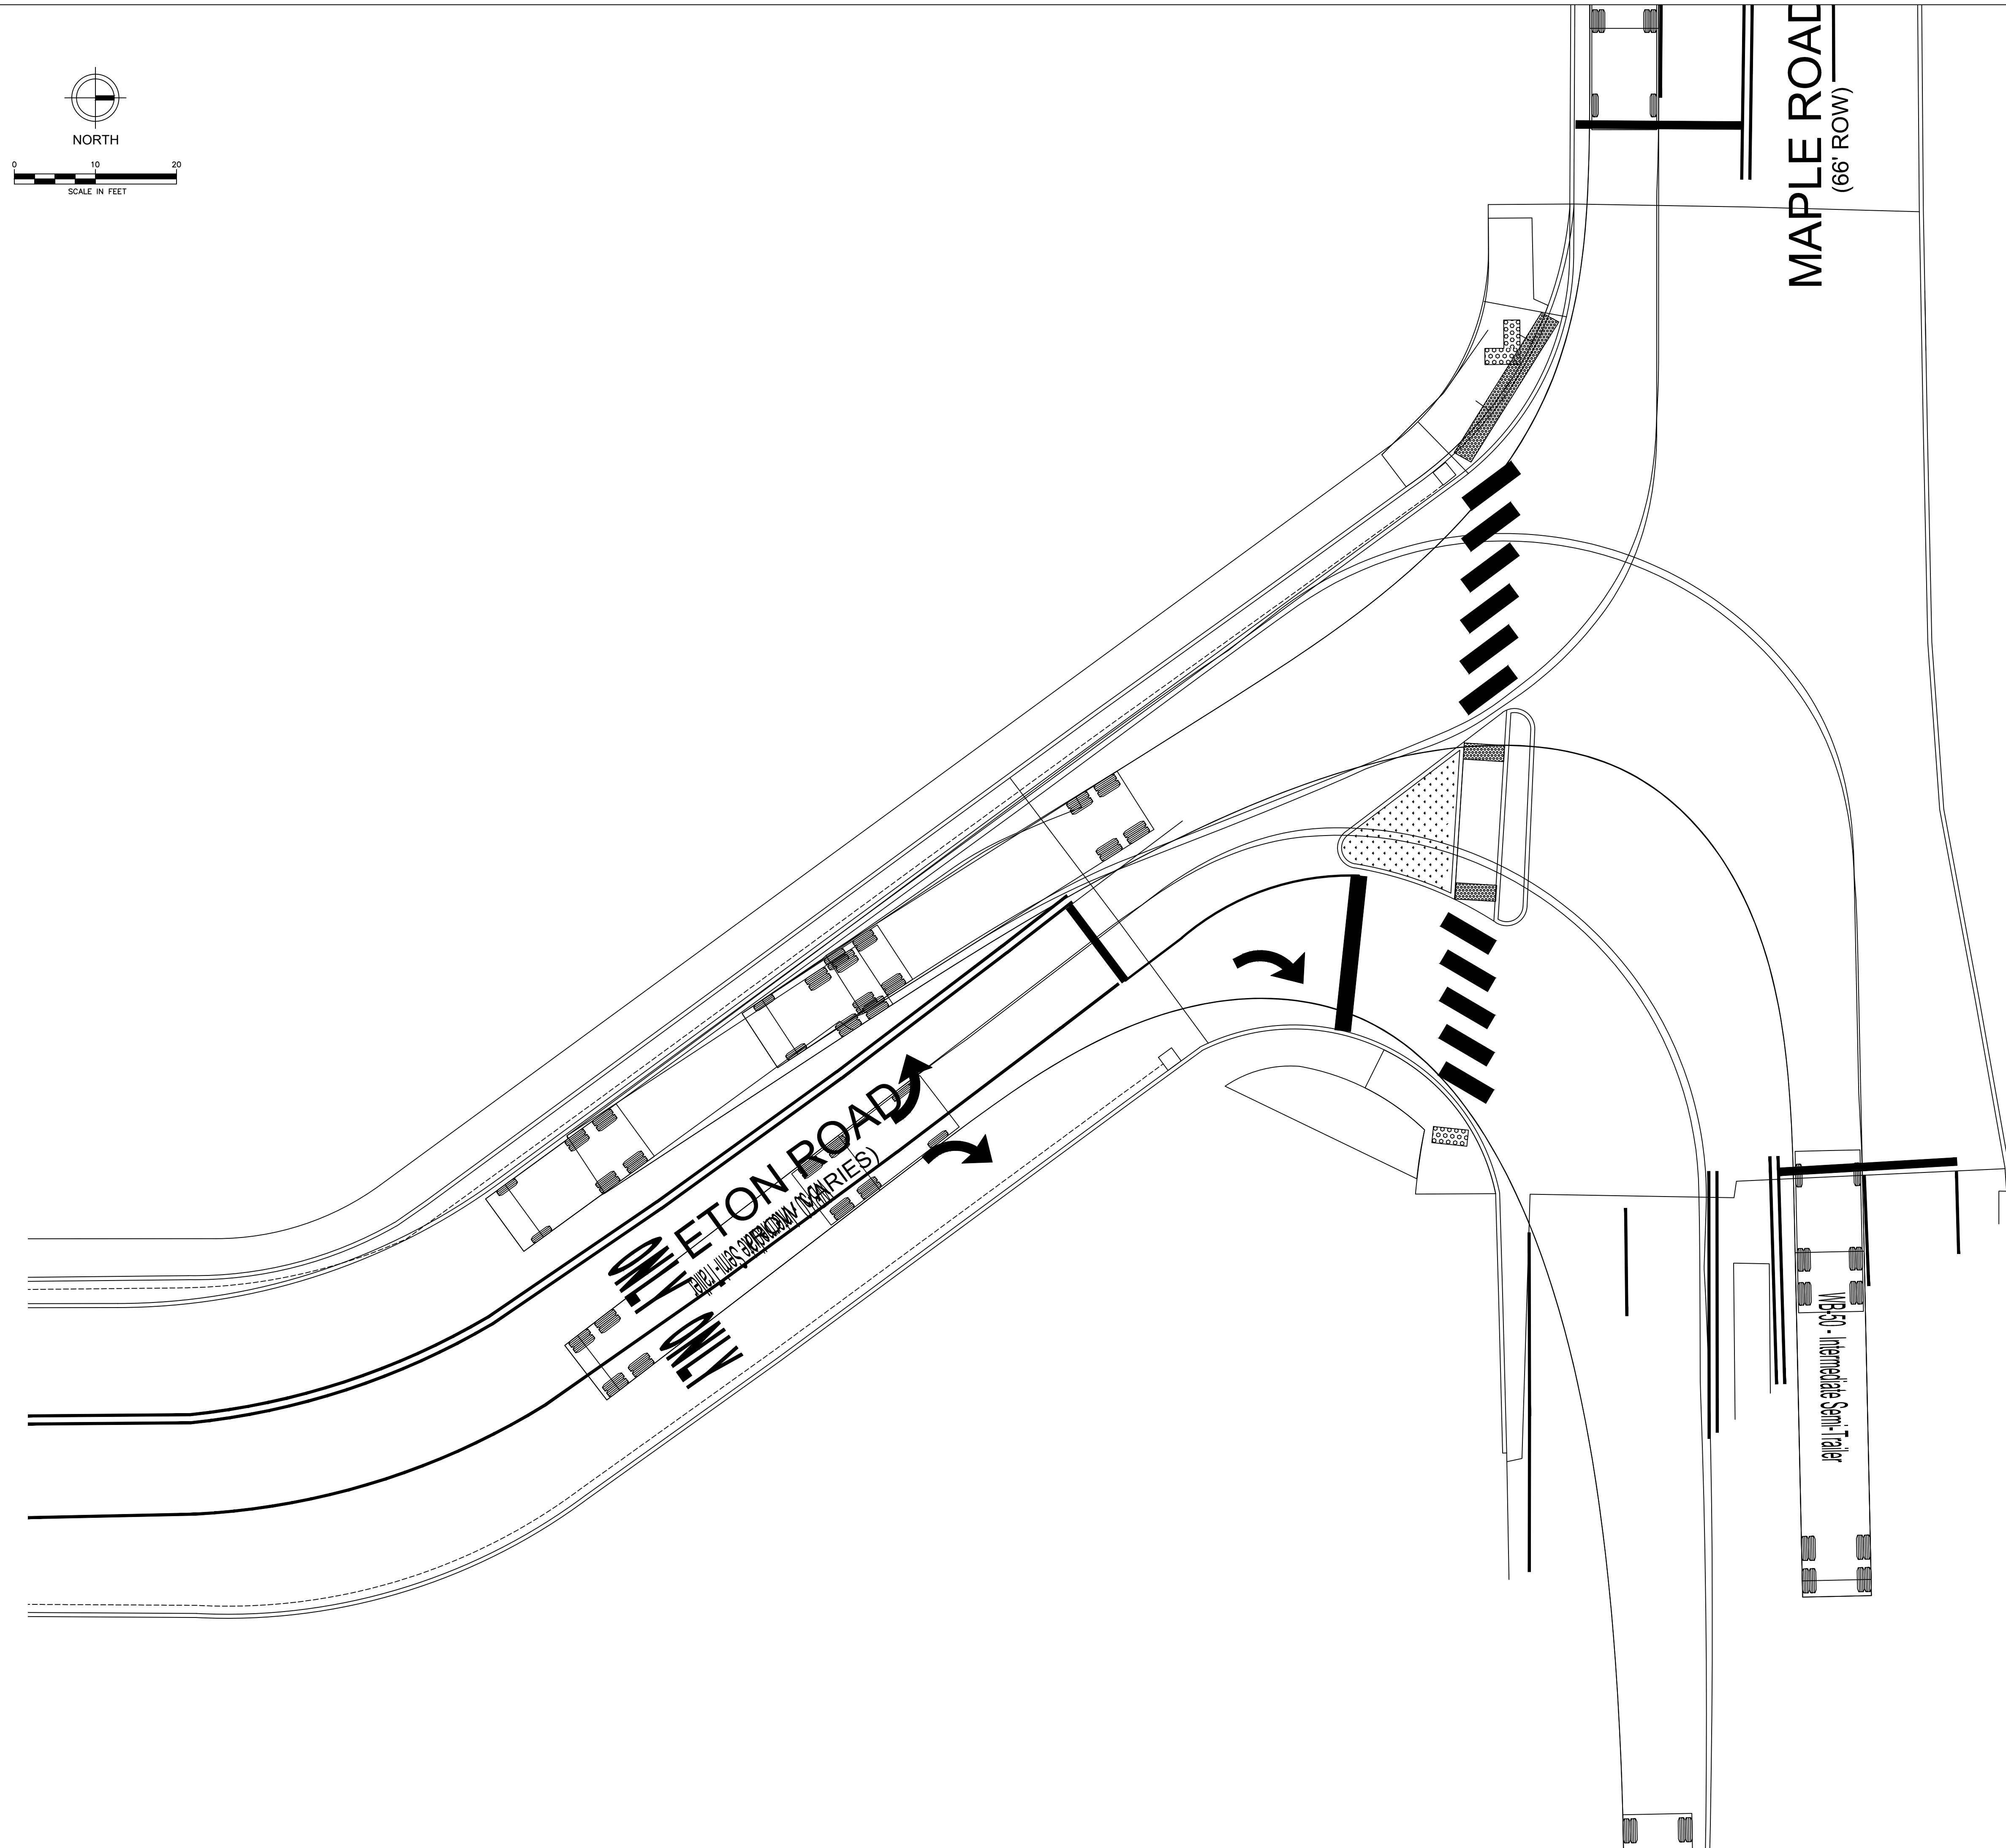 NORTH
0 10 20
SCALE IN FEET
MAPLE ROAD
(66' ROW)
ETON ROAD
VARIES)
ONLY
ONLY
WB-50 - Intermediate Semi-Trailer